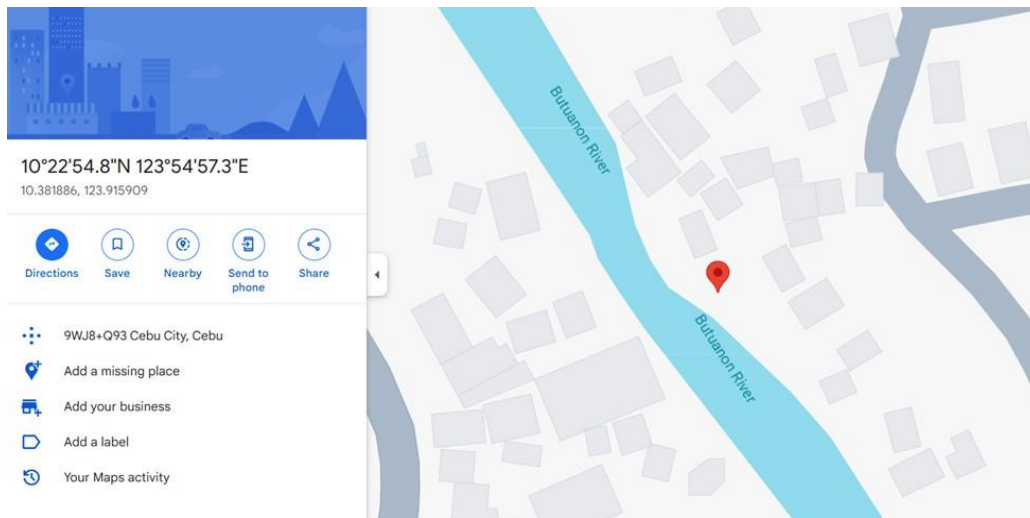 10°22'54.8"N 123°54'57.3"E
10.381886, 123.915909
Directions
Save
Nearby
Send to
phone
Share
9WJ8+Q93 Cebu City, Cebu
Add a missing place
Add your business
Add a label
Your Maps activity
Butuanon River
Butuanon River